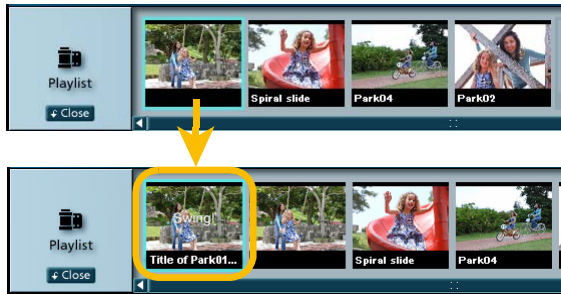 Playlist
Close
Spiral slide
Park04
Park02
Playlist
Close
Swing!
Title of Park01...
Spiral slide
Park04